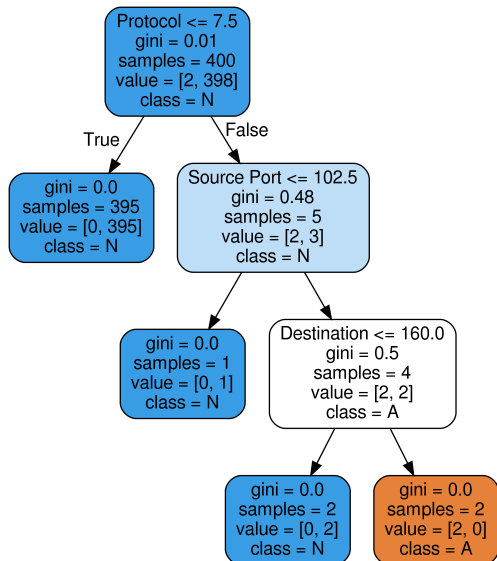 Protocol <= 7.5
gini = 0.01
samples = 400
value = [2, 398]
class = N
True
False
gini = 0.0
samples = 395
value = [0, 395]
class = N
Source Port <= 102.5
gini = 0.48
samples = 5
value = [2, 3]
class = N
gini = 0.0
samples = 1
value = [0, 1]
class = N
Destination <= 160.0
gini = 0.5
samples = 4
value = [2, 2]
class = A
gini = 0.0
samples = 2
value = [0, 2]
class = N
gini = 0.0
samples = 2
value = [2, 0]
class = A